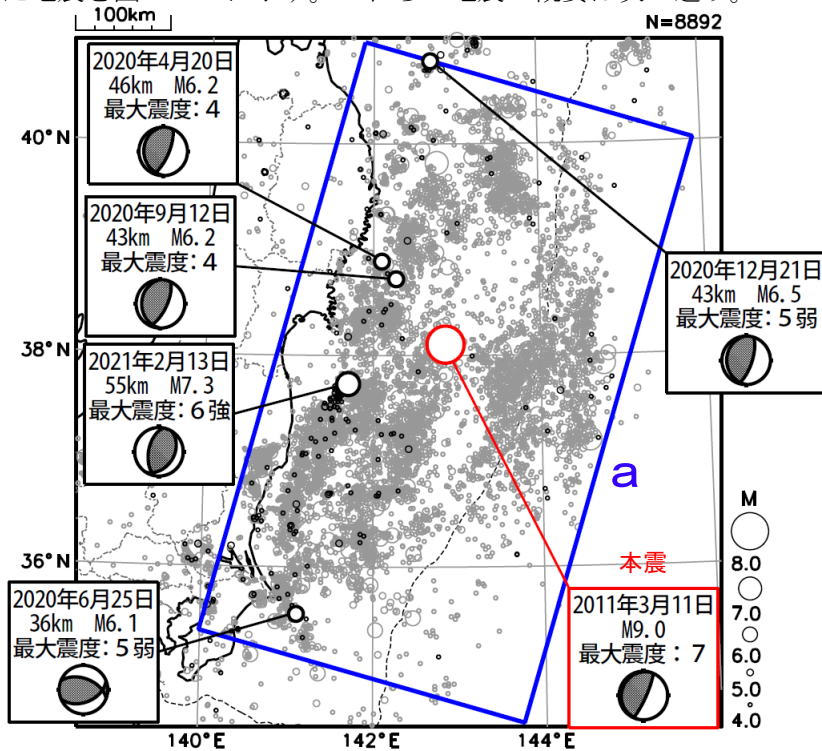 100km
N=8892
2020年4月20日
46km M6.2
最大震度：4
40°N
2020年9月12日
43km M6.2
最大震度：4
2020年12月21日
43km M6.5
最大震度：5弱
38°N
2021年2月13日
55km M7.3
最大震度：6強
a
M
8.0
7.0
6.0
5.0
4.0
36°N
本震
2011年3月11日
M9.0
最大震度：7
2020年6月25日
36km M6.1
最大震度：5弱
140°E
142°E
144°E